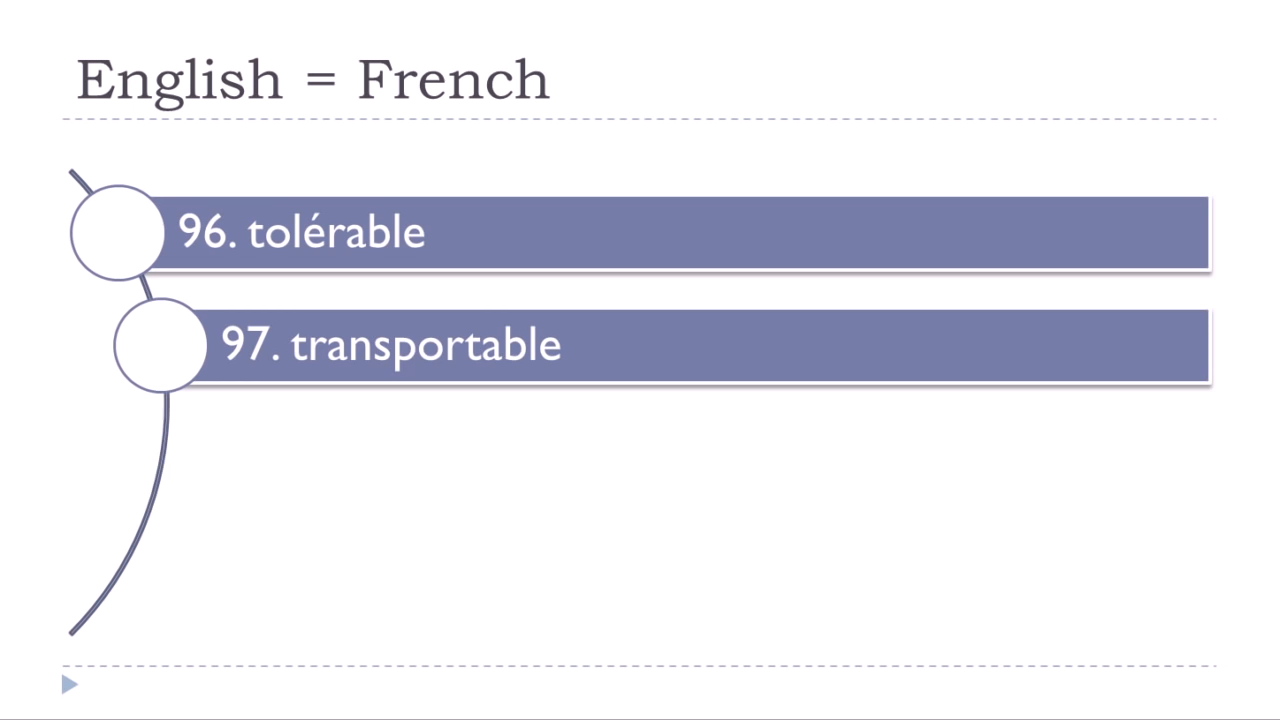 English = French
96. tolérable
97. transportable